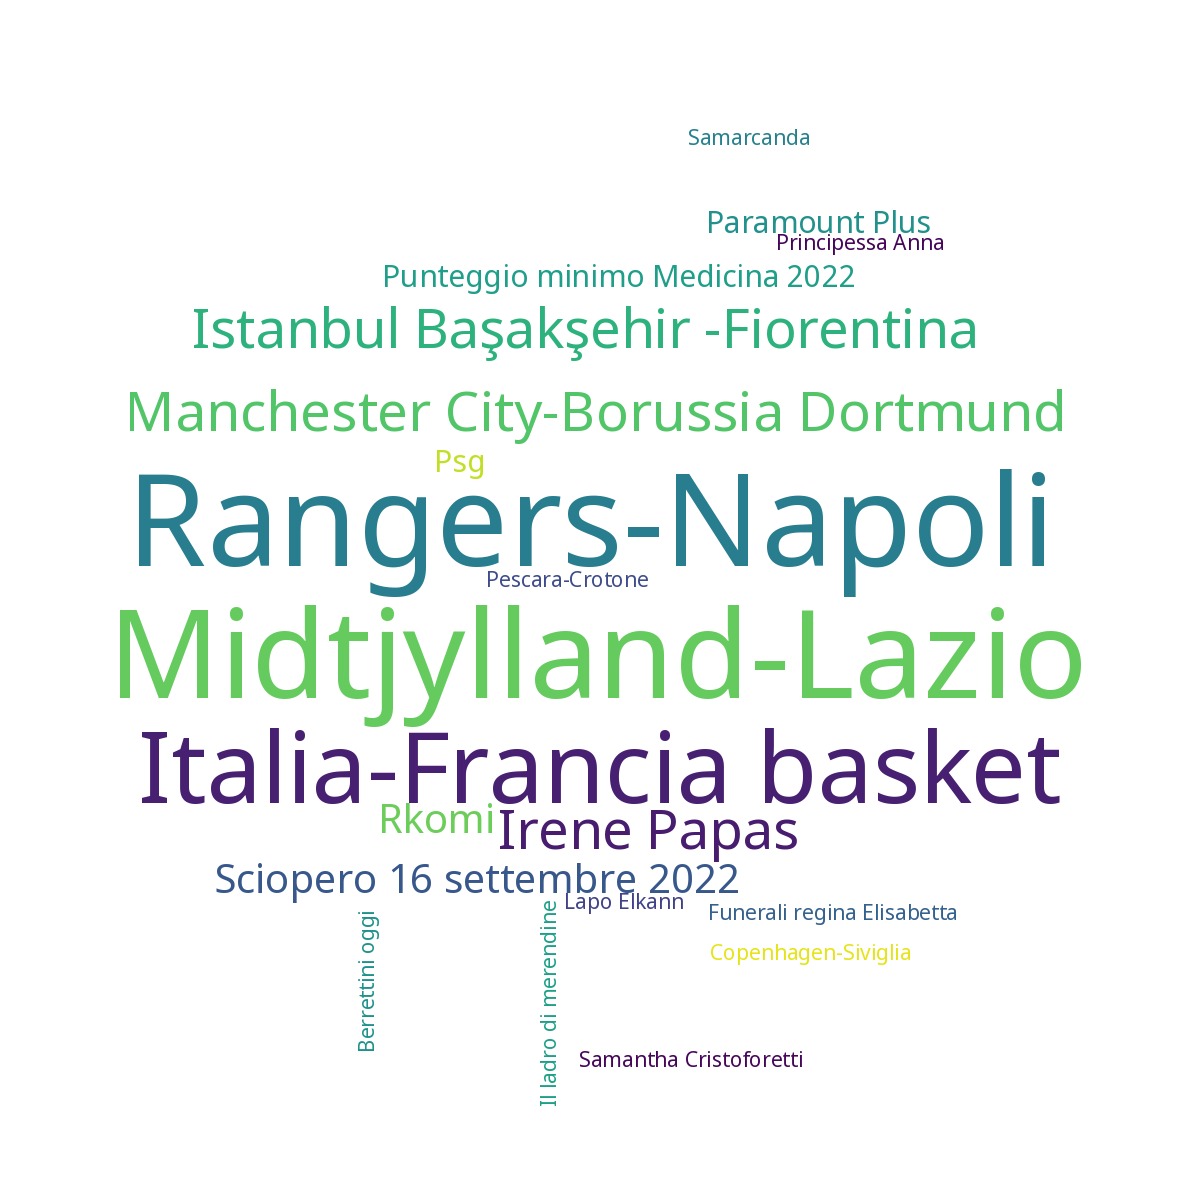 Samarcanda
Paramount Plus
Principessa Anna
Punteggio minimo Medicina 2022
Istanbul Başakşehir -Fiorentina
Manchester City-Borussia Dortmund
Psg
Rangers-Napoli
Pescara-Crotone
Midtjylland-Lazio
Italia-Francia basket
Rkomi
Irene Papas
Sciopero 16 settembre 2022
Lapo Elkann
Funerali regina Elisabetta
Berrettini oggi
Il ladro di merendine
Copenhagen-Siviglia
Samantha Cristoforetti